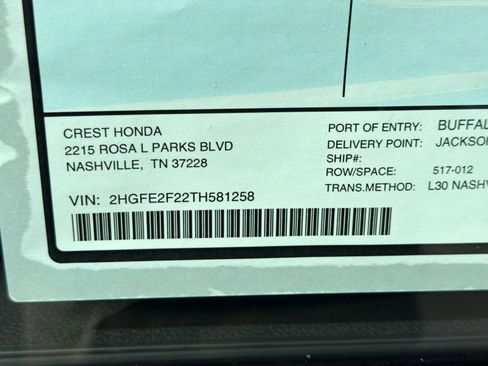 CREST HONDA
2215 ROSA L PARKS BLVD
NASHVILLE, TN 37228
VIN: 2HGFE2F22TH581258
PORT OF ENTRY: BUFFAL
DELIVERY POINT: JACKSO
SHIP#:
ROW/SPACE: 517-012
TRANS.METHOD: L30 NASH